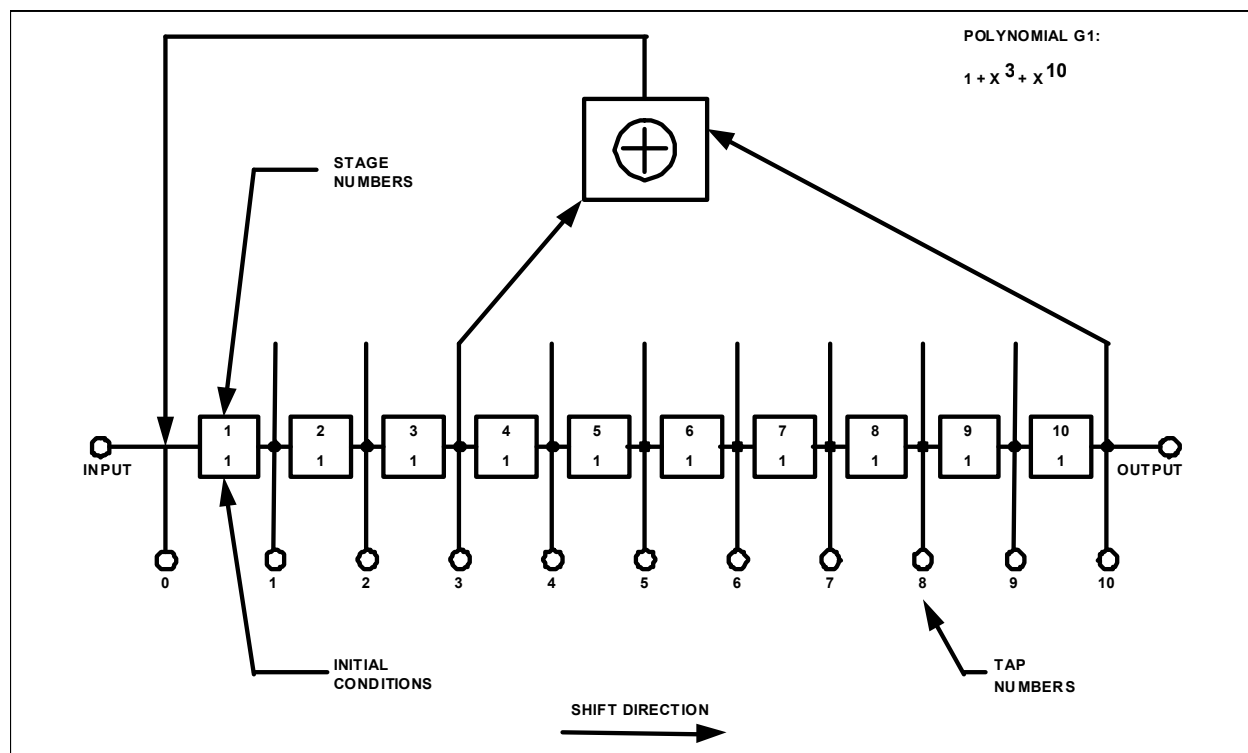 POLYNOMIAL G1:
1 + X 3 + X 10
STAGE
NUMBERS
1 2 3 4 5 6 7 8 9 10
1 1 1 1 1 1 1 1 1 1
INPUT
OUTPUT
0 1 2 3 4 5 6 7 8 9 10
INITIAL
CONDITIONS
TAP
NUMBERS
SHIFT DIRECTION